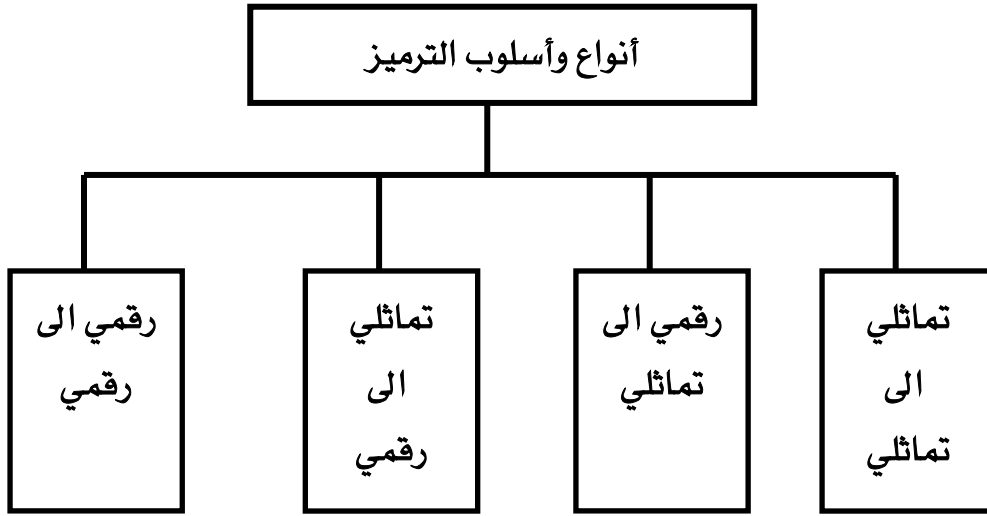 أنواع وأسلوب الترميز
تماثلي
الى
تماثلي
رقمي الى
تماثلي
تماثلي
الى
رقمي
رقمي الى
رقمي